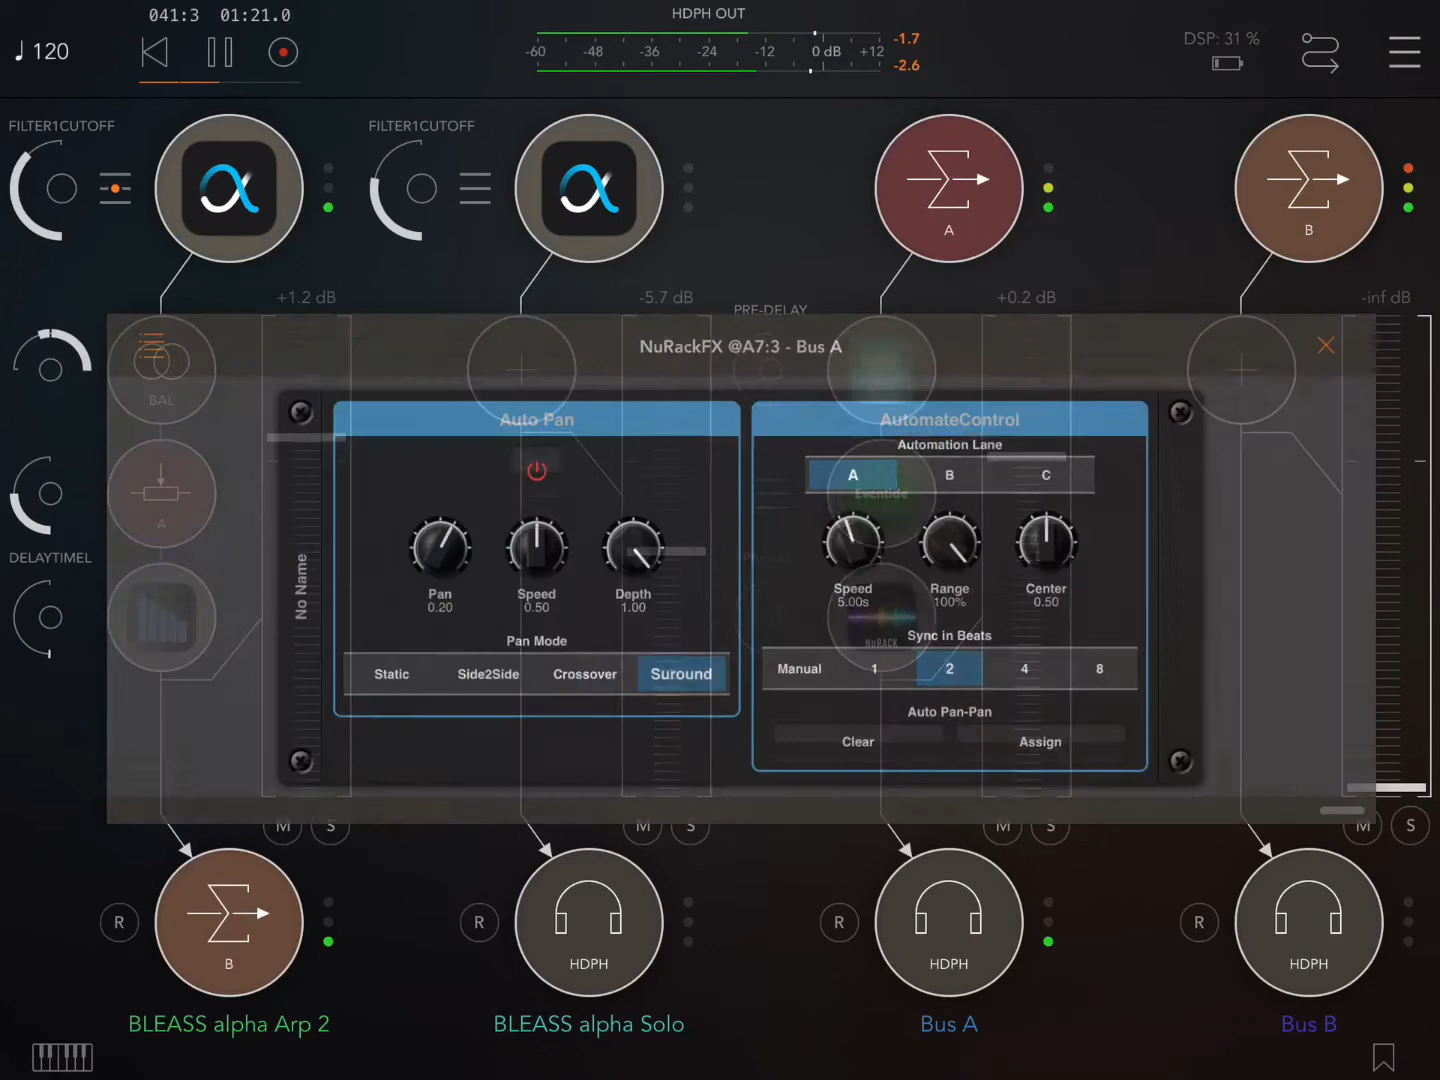 041:3 01:21.0
HDPH OUT
♩ 120
-60 -48 -36 -24 -12 0 dB +12
-1.7
-2.6
DSP: 31 %
FILTER1CUTOFF
FILTER1CUTOFF
A
B
+1.2 dB
-5.7 dB
+0.2 dB
-inf dB
PRE-DELAY
NuRackFX @A7:3 - Bus A
BAL
Auto Pan
AutomateControl
Automation Lane
A B C
Eventide
A
No Name
DELAYTIMEL
Pan
0.20
Speed
0.50
Depth
1.00
Speed
5.00s
Range
100%
Center
0.50
NuRACK
Pan Mode
Static Side2Side Crossover Suround
Sync in Beats
Manual 1 2 4 8
Auto Pan-Pan
Clear Assign
M S
M S
M S
M S
R
R
R
R
B
HDPH
HDPH
HDPH
BLEASS alpha Arp 2
BLEASS alpha Solo
Bus A
Bus B